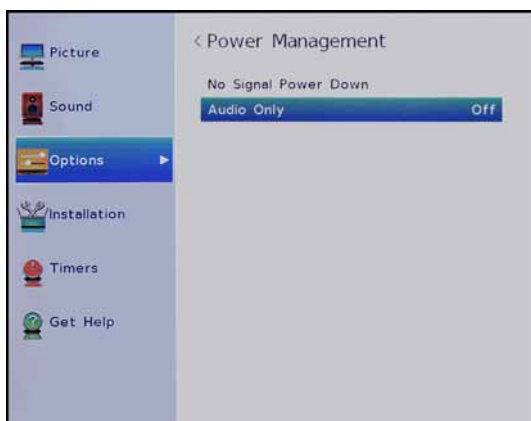 Picture
Sound
Options
Installation
Timers
Get Help
< Power Management
No Signal Power Down
Audio Only Off